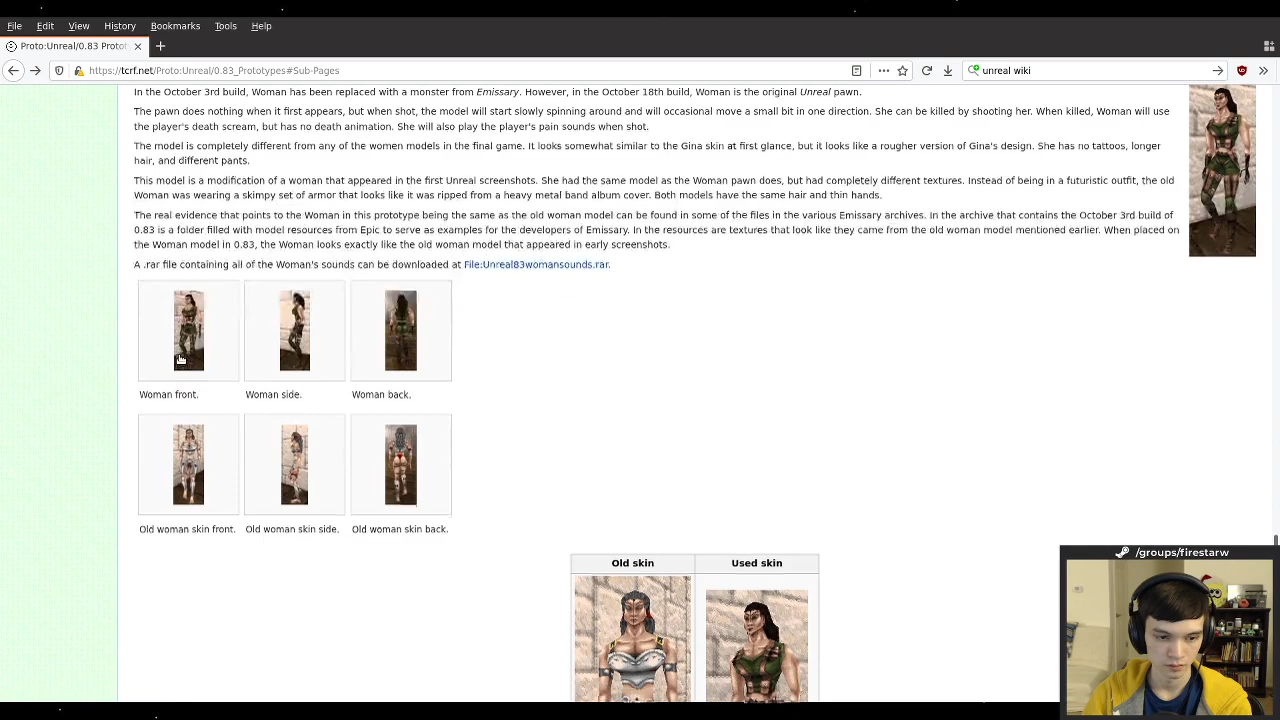 File Edit View History Bookmarks Tools Help
Proto:Unreal/0.83 Protot
https://tcrf.net/Proto:Unreal/0.83_Prototypes#Sub-Pages
unreal wiki
In the October 3rd build, Woman has been replaced with a monster from Emissary. However, in the October 18th build, Woman is the original Unreal pawn.
The pawn does nothing when it first appears, but when shot, the model will start slowly spinning around and will occasional move a small bit in one direction. She can be killed by shooting her. When killed, Woman will use
the player's death scream, but has no death animation. She will also play the player's pain sounds when shot.
The model is completely different from any of the women models in the final game. It looks somewhat similar to the Gina skin at first glance, but it looks like a rougher version of Gina's design. She has no tattoos, longer
hair, and different pants.
This model is a modification of a woman that appeared in the first Unreal screenshots. She had the same model as the Woman pawn does, but had completely different textures. Instead of being in a futuristic outfit, the old
Woman was wearing a skimpy set of armor that looks like it was ripped from a heavy metal band album cover. Both models have the same hair and thin hands.
The real evidence that points to the Woman in this prototype being the same as the old woman model can be found in some of the files in the various Emissary archives. In the archive that contains the October 3rd build of
0.83 is a folder filled with model resources from Epic to serve as examples for the developers of Emissary. In the resources are textures that look like they came from the old woman model mentioned earlier. When placed on
the Woman model in 0.83, the Woman looks exactly like the old woman model that appeared in early screenshots.
A .rar file containing all of the Woman's sounds can be downloaded at File:Unreal83womansounds.rar.
Woman front. Woman side. Woman back.
Old woman skin front. Old woman skin side. Old woman skin back.
Old skin Used skin
/groups/firestarw